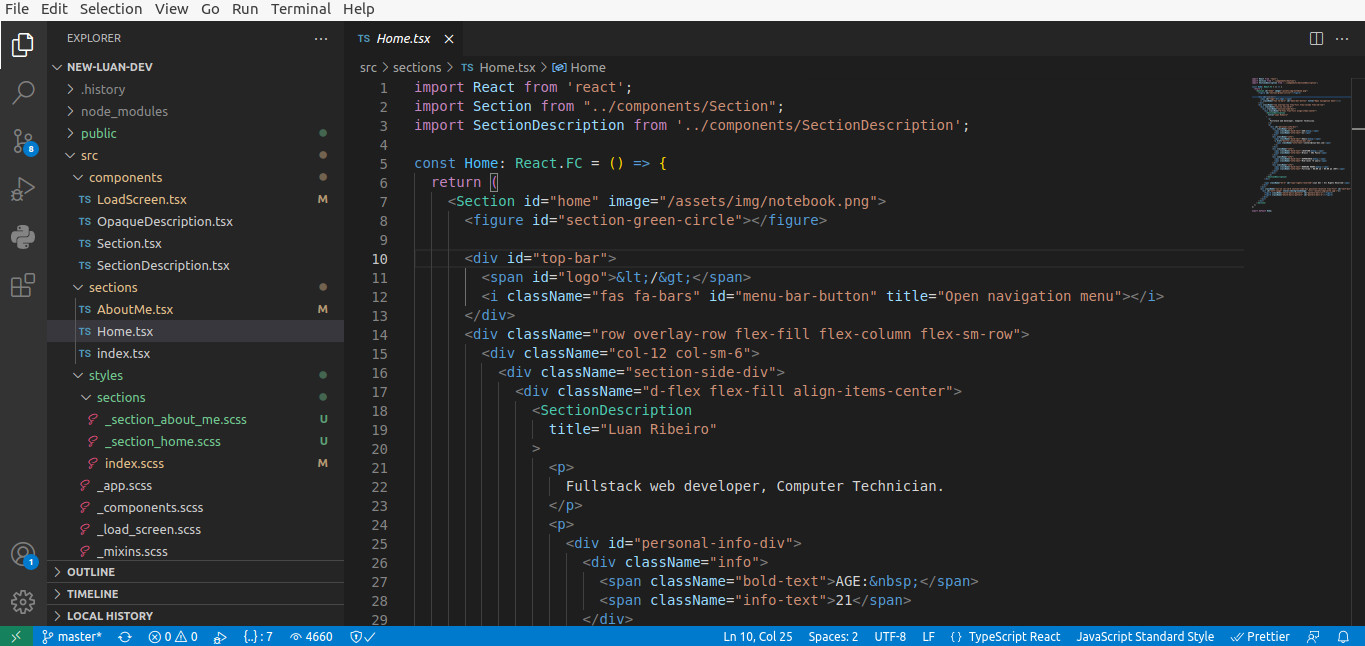 File Edit Selection View Go Run Terminal Help
EXPLORER
NEW-LUAN-DEV
.history
node_modules
public
src
components
TS LoadScreen.tsx M
TS OpaqueDescription.tsx
TS Section.tsx
TS SectionDescription.tsx
sections
TS AboutMe.tsx M
TS Home.tsx
TS index.tsx
styles
sections
_section_about_me.scss U
_section_home.scss U
index.scss M
_app.scss
_components.scss
_load_screen.scss
_mixins.scss
OUTLINE
TIMELINE
LOCAL HISTORY
8
1
TS Home.tsx
src > sections > TS Home.tsx > Home
1 import React from 'react';
2 import Section from "../components/Section";
3 import SectionDescription from '../components/SectionDescription';
4
5 const Home: React.FC = () => {
6 return (
7 <Section id="home" image="/assets/img/notebook.png">
8 <figure id="section-green-circle"></figure>
9
10 <div id="top-bar">
11 <span id="logo">&lt;/&gt;</span>
12 <i className="fas fa-bars" id="menu-bar-button" title="Open navigation menu"></i>
13 </div>
14 <div className="row overlay-row flex-fill flex-column flex-sm-row">
15 <div className="col-12 col-sm-6">
16 <div className="section-side-div">
17 <div className="d-flex flex-fill align-items-center">
18 <SectionDescription
19 title="Luan Ribeiro"
20 >
21 <p>
22 Fullstack web developer, Computer Technician.
23 </p>
24 <p>
25 <div id="personal-info-div">
26 <div className="info">
27 <span className="bold-text">AGE:&nbsp;</span>
28 <span className="info-text">21</span>
29 </div>
master* 0 0 {..} : 7 4660 Ln 10, Col 25 Spaces: 2 UTF-8 LF {} TypeScript React JavaScript Standard Style Prettier